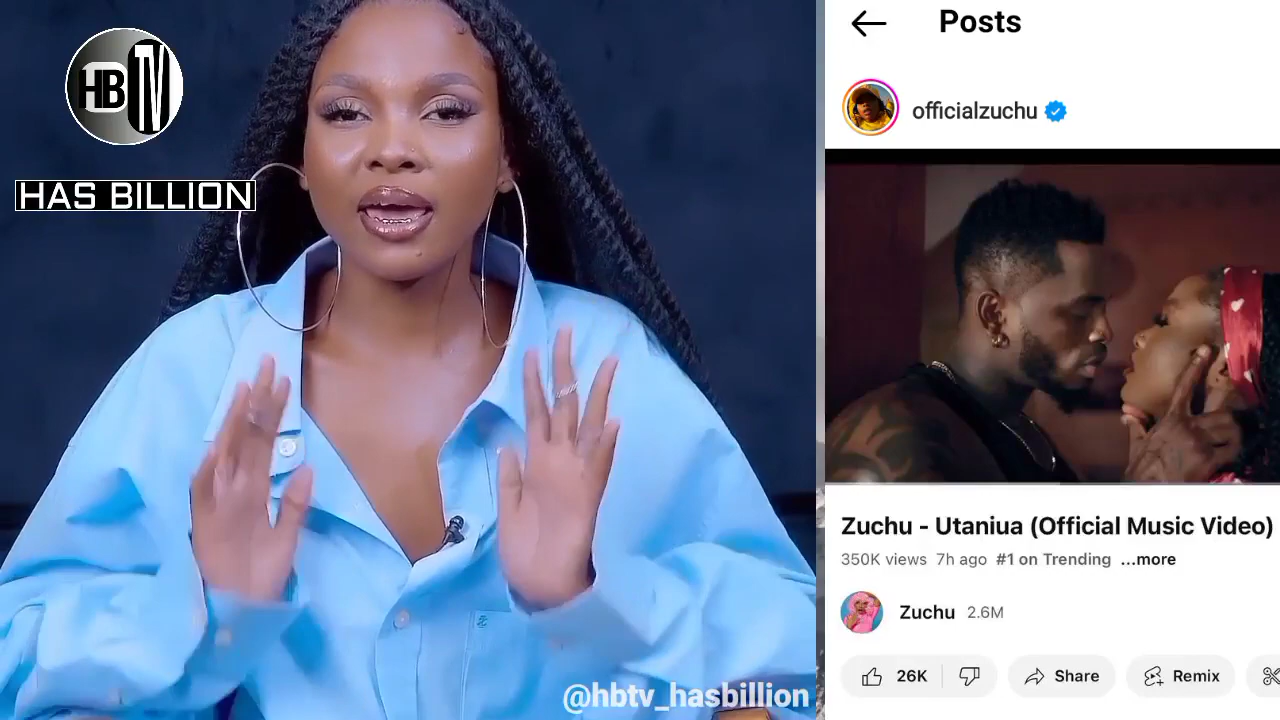 HB TV
HAS BILLION
@hbtv_hasbillion
Posts
officialzuchu
Zuchu - Utaniua (Official Music Video)
350K views 7h ago #1 on Trending ...more
Zuchu 2.6M
26K Share Remix